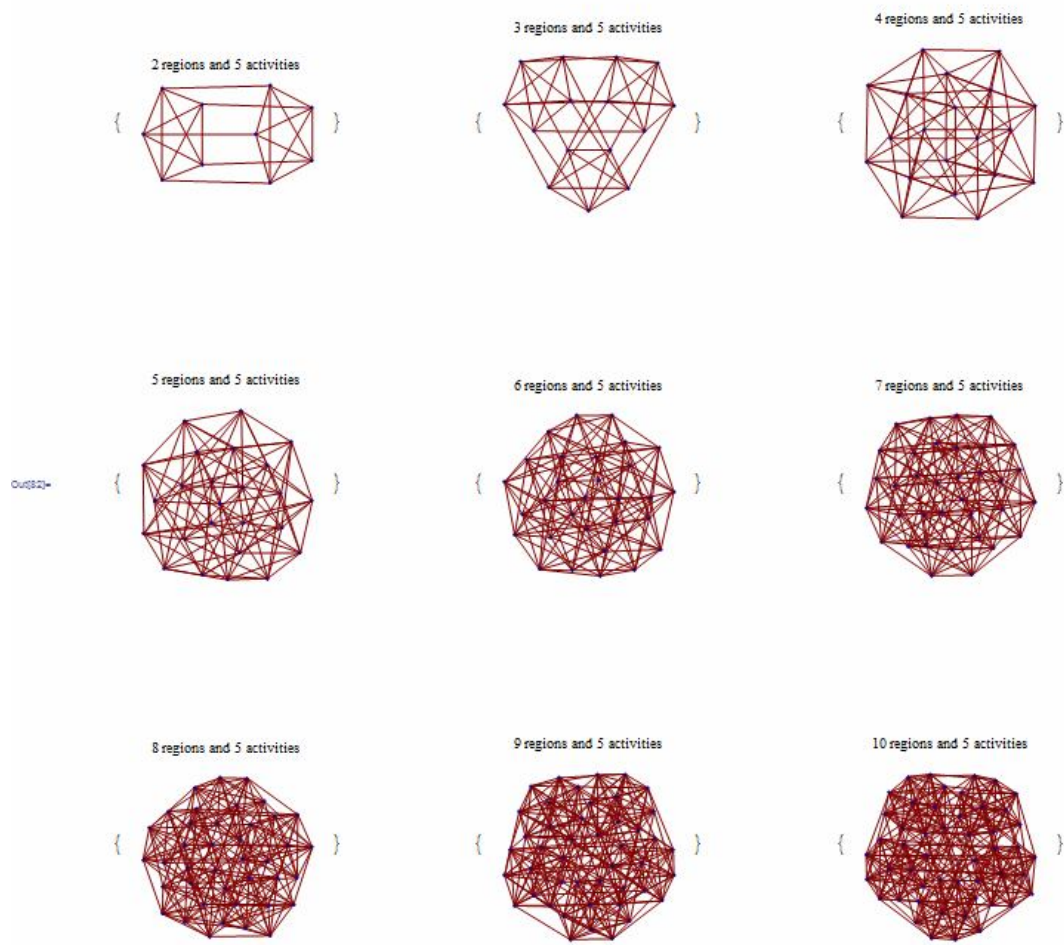 2 regions and 5 activities
3 regions and 5 activities
4 regions and 5 activities
{ }
{ }
{ }
5 regions and 5 activities
6 regions and 5 activities
7 regions and 5 activities
Out[82]=
{ }
{ }
{ }
8 regions and 5 activities
9 regions and 5 activities
10 regions and 5 activities
{ }
{ }
{ }